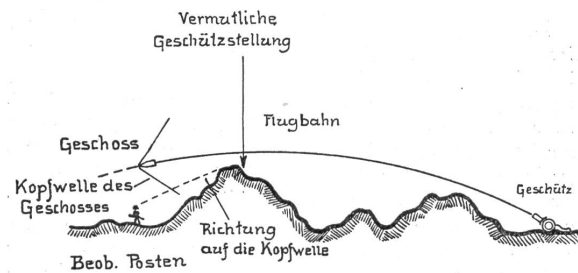 Vermutliche
Geschützstellung
Geschoss
Flugbahn
Kopfwelle des
Geschosses
Geschütz
Richtung
auf die Kopfwelle
Beob. Posten